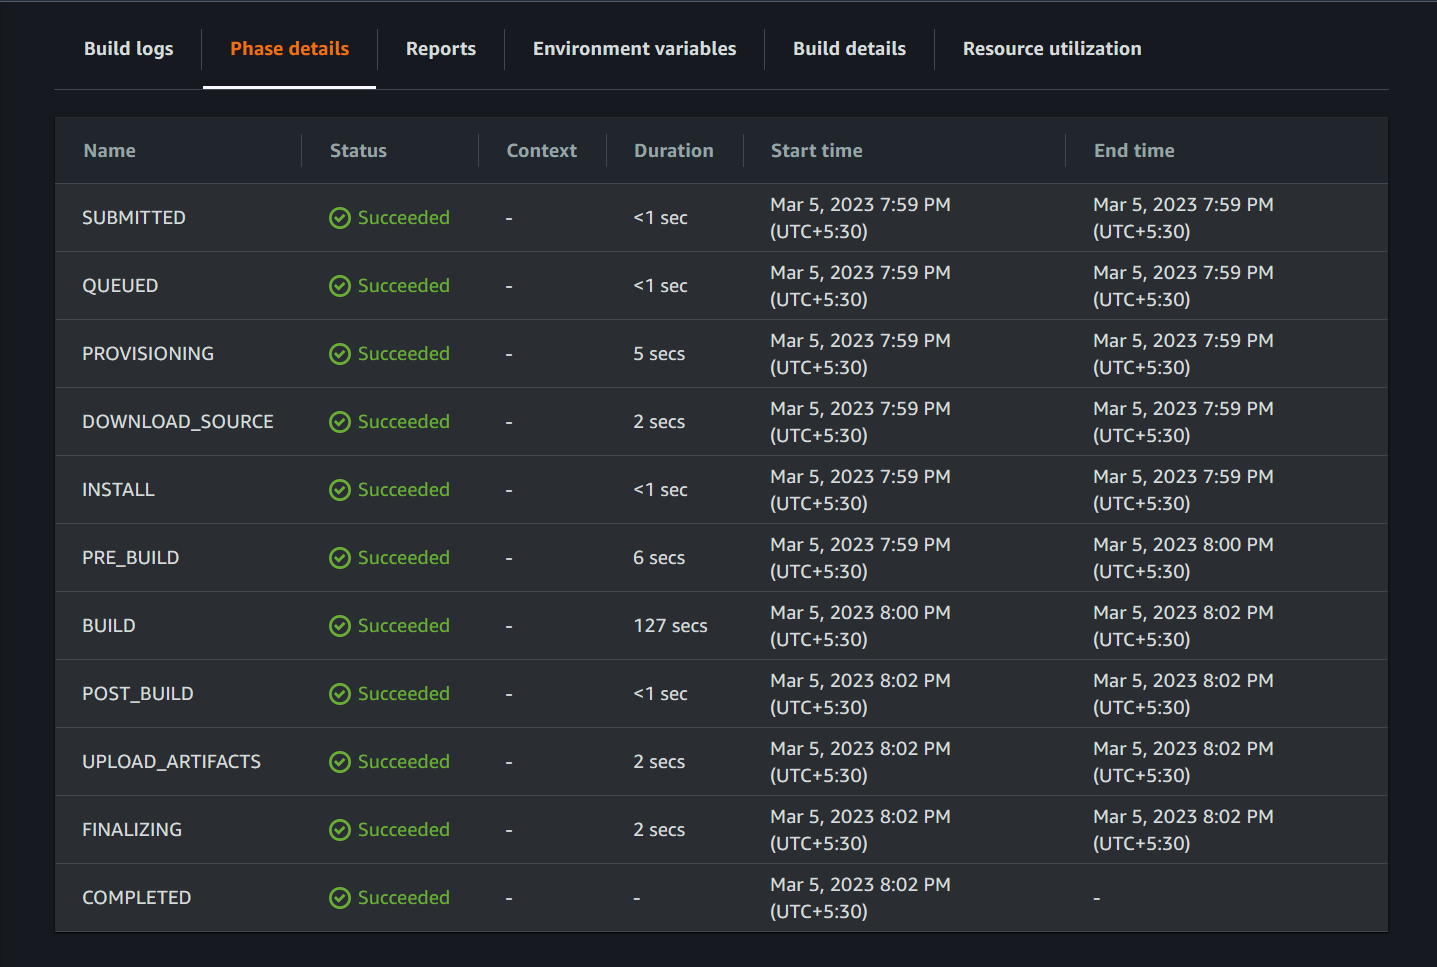 Build logs Phase details Reports Environment variables Build details Resource utilization
Name Status Context Duration Start time End time
SUBMITTED Succeeded - <1 sec Mar 5, 2023 7:59 PM Mar 5, 2023 7:59 PM
(UTC+5:30) (UTC+5:30)
QUEUED Succeeded - <1 sec Mar 5, 2023 7:59 PM Mar 5, 2023 7:59 PM
(UTC+5:30) (UTC+5:30)
PROVISIONING Succeeded - 5 secs Mar 5, 2023 7:59 PM Mar 5, 2023 7:59 PM
(UTC+5:30) (UTC+5:30)
DOWNLOAD_SOURCE Succeeded - 2 secs Mar 5, 2023 7:59 PM Mar 5, 2023 7:59 PM
(UTC+5:30) (UTC+5:30)
INSTALL Succeeded - <1 sec Mar 5, 2023 7:59 PM Mar 5, 2023 7:59 PM
(UTC+5:30) (UTC+5:30)
PRE_BUILD Succeeded - 6 secs Mar 5, 2023 7:59 PM Mar 5, 2023 8:00 PM
(UTC+5:30) (UTC+5:30)
BUILD Succeeded - 127 secs Mar 5, 2023 8:00 PM Mar 5, 2023 8:02 PM
(UTC+5:30) (UTC+5:30)
POST_BUILD Succeeded - <1 sec Mar 5, 2023 8:02 PM Mar 5, 2023 8:02 PM
(UTC+5:30) (UTC+5:30)
UPLOAD_ARTIFACTS Succeeded - 2 secs Mar 5, 2023 8:02 PM Mar 5, 2023 8:02 PM
(UTC+5:30) (UTC+5:30)
FINALIZING Succeeded - 2 secs Mar 5, 2023 8:02 PM Mar 5, 2023 8:02 PM
(UTC+5:30) (UTC+5:30)
COMPLETED Succeeded - - Mar 5, 2023 8:02 PM -
(UTC+5:30)